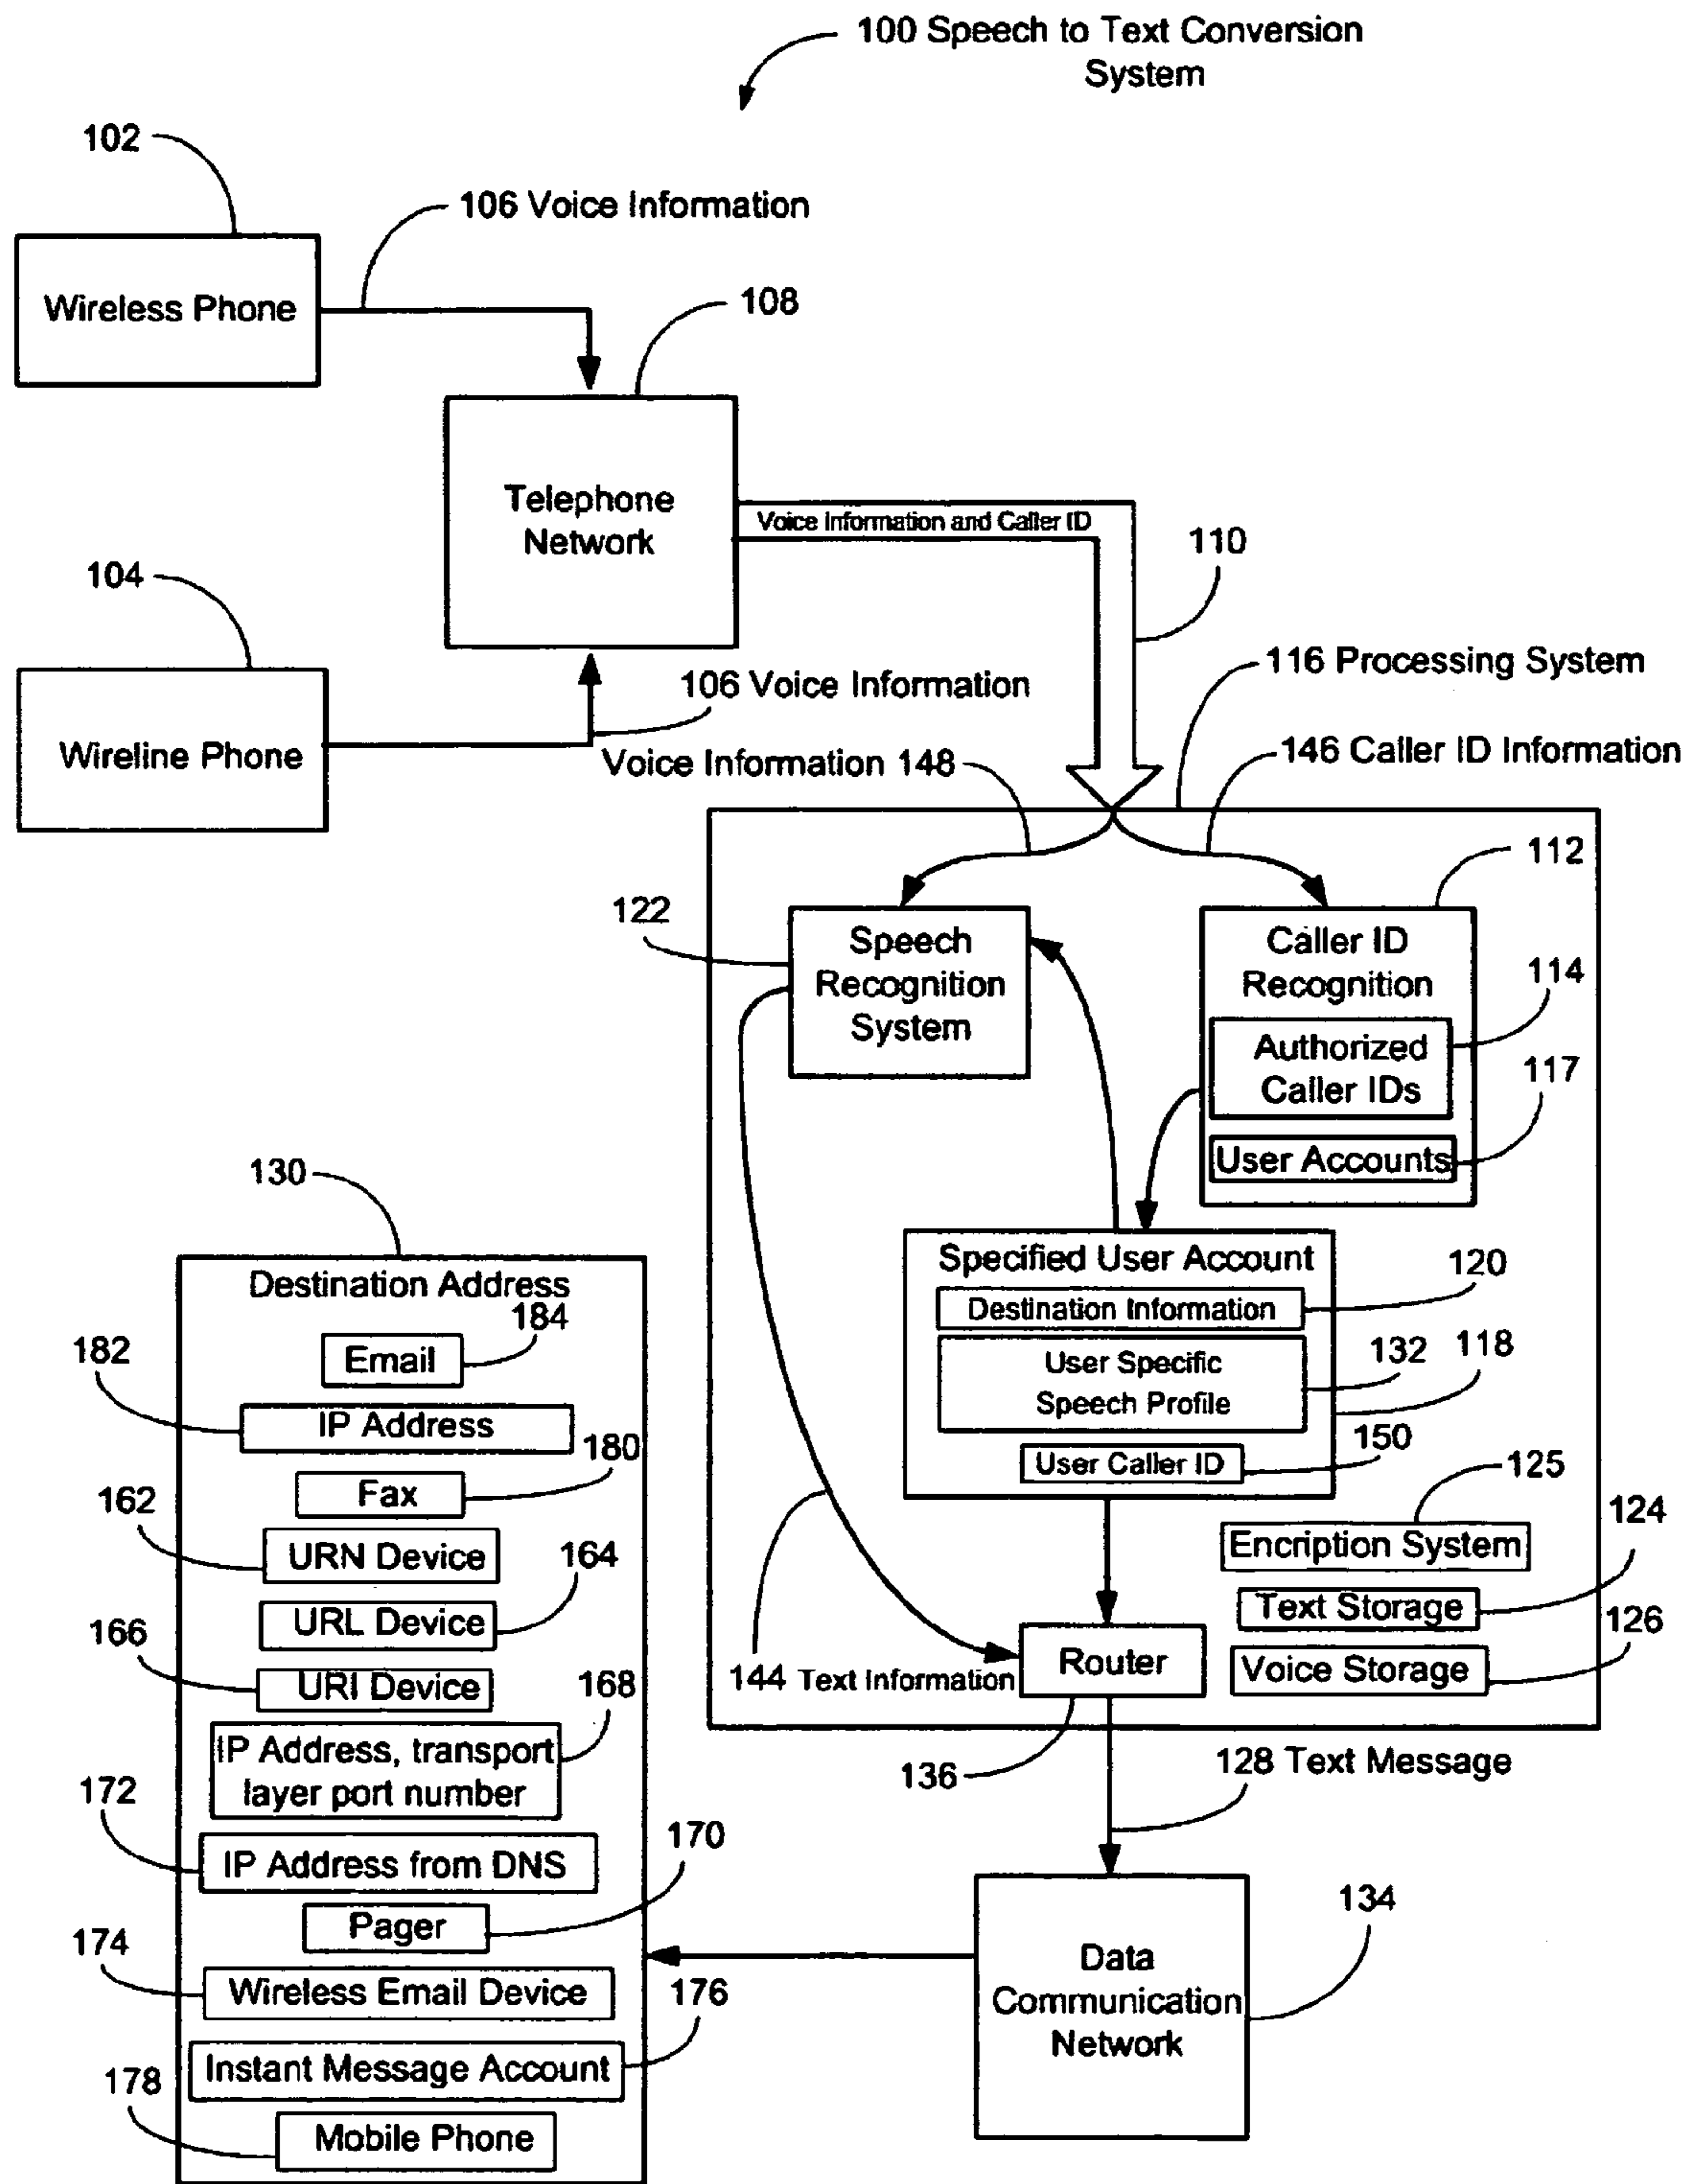 100 Speech to Text Conversion
System
102
106 Voice Information
Wireless Phone
108
Telephone
Network
Voice Information and Caller ID
110
104
106 Voice Information
Wireline Phone
116 Processing System
Voice Information 148
146 Caller ID Information
112
122
Speech
Recognition
System
Caller ID
Recognition
114
Authorized
Caller IDs
117
User Accounts
130
Destination Address
184
Email
182
IP Address
180
Fax
162
URN Device
164
URL Device
166
URI Device
168
IP Address, transport
layer port number
172
IP Address from DNS
170
Pager
174
Wireless Email Device
176
Instant Message Account
178
Mobile Phone
Specified User Account
120
Destination Information
132
118
User Specific
Speech Profile
150
User Caller ID
125
124
Encription System
Text Storage
126
Voice Storage
144 Text Information
Router
136
128 Text Message
134
Data
Communication
Network